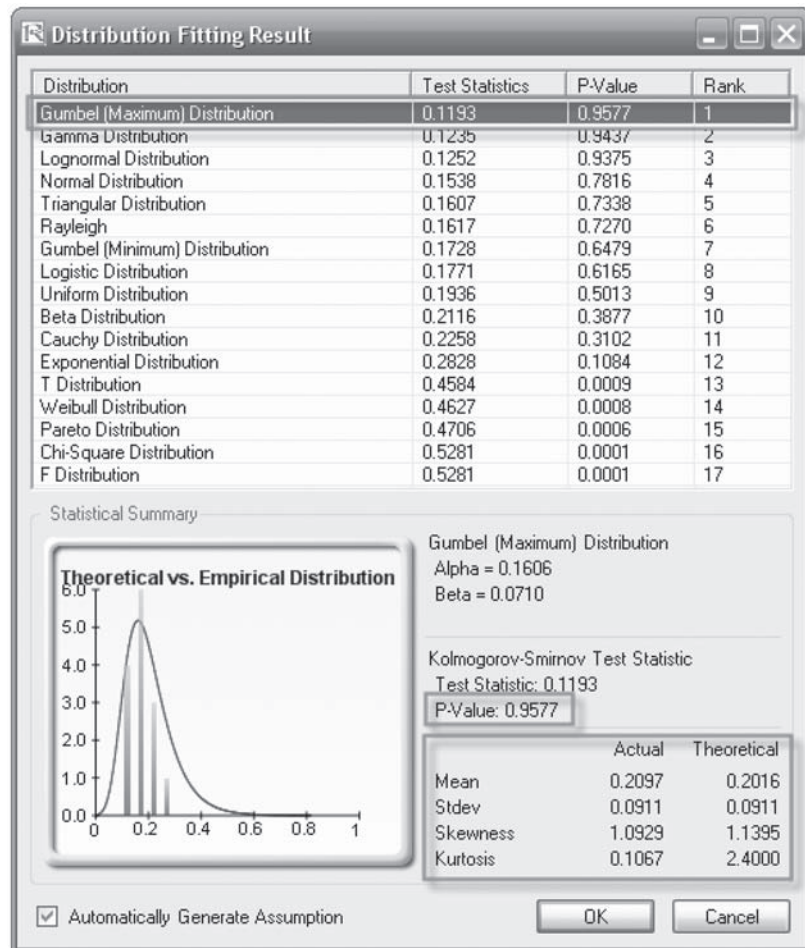 Distribution Fitting Result
Distribution Test Statistics P-Value Rank
Gumbel (Maximum) Distribution 0.1193 0.9577 1
Gamma Distribution 0.1235 0.9437 2
Lognormal Distribution 0.1252 0.9375 3
Normal Distribution 0.1538 0.7816 4
Triangular Distribution 0.1607 0.7338 5
Rayleigh 0.1617 0.7270 6
Gumbel (Minimum) Distribution 0.1728 0.6479 7
Logistic Distribution 0.1771 0.6165 8
Uniform Distribution 0.1936 0.5013 9
Beta Distribution 0.2116 0.3877 10
Cauchy Distribution 0.2258 0.3102 11
Exponential Distribution 0.2828 0.1084 12
T Distribution 0.4584 0.0009 13
Weibull Distribution 0.4627 0.0008 14
Pareto Distribution 0.4706 0.0006 15
Chi-Square Distribution 0.5281 0.0001 16
F Distribution 0.5281 0.0001 17
Statistical Summary
Theoretical vs. Empirical Distribution
6.0
5.0
4.0
3.0
2.0
1.0
0.0
0 0.2 0.4 0.6 0.8 1
Gumbel (Maximum) Distribution
Alpha = 0.1606
Beta = 0.0710
Kolmogorov-Smirnov Test Statistic
Test Statistic: 0.1193
P-Value: 0.9577
Actual Theoretical
Mean 0.2097 0.2016
Stdev 0.0911 0.0911
Skewness 1.0929 1.1395
Kurtosis 0.1067 2.4000
Automatically Generate Assumption
OK Cancel